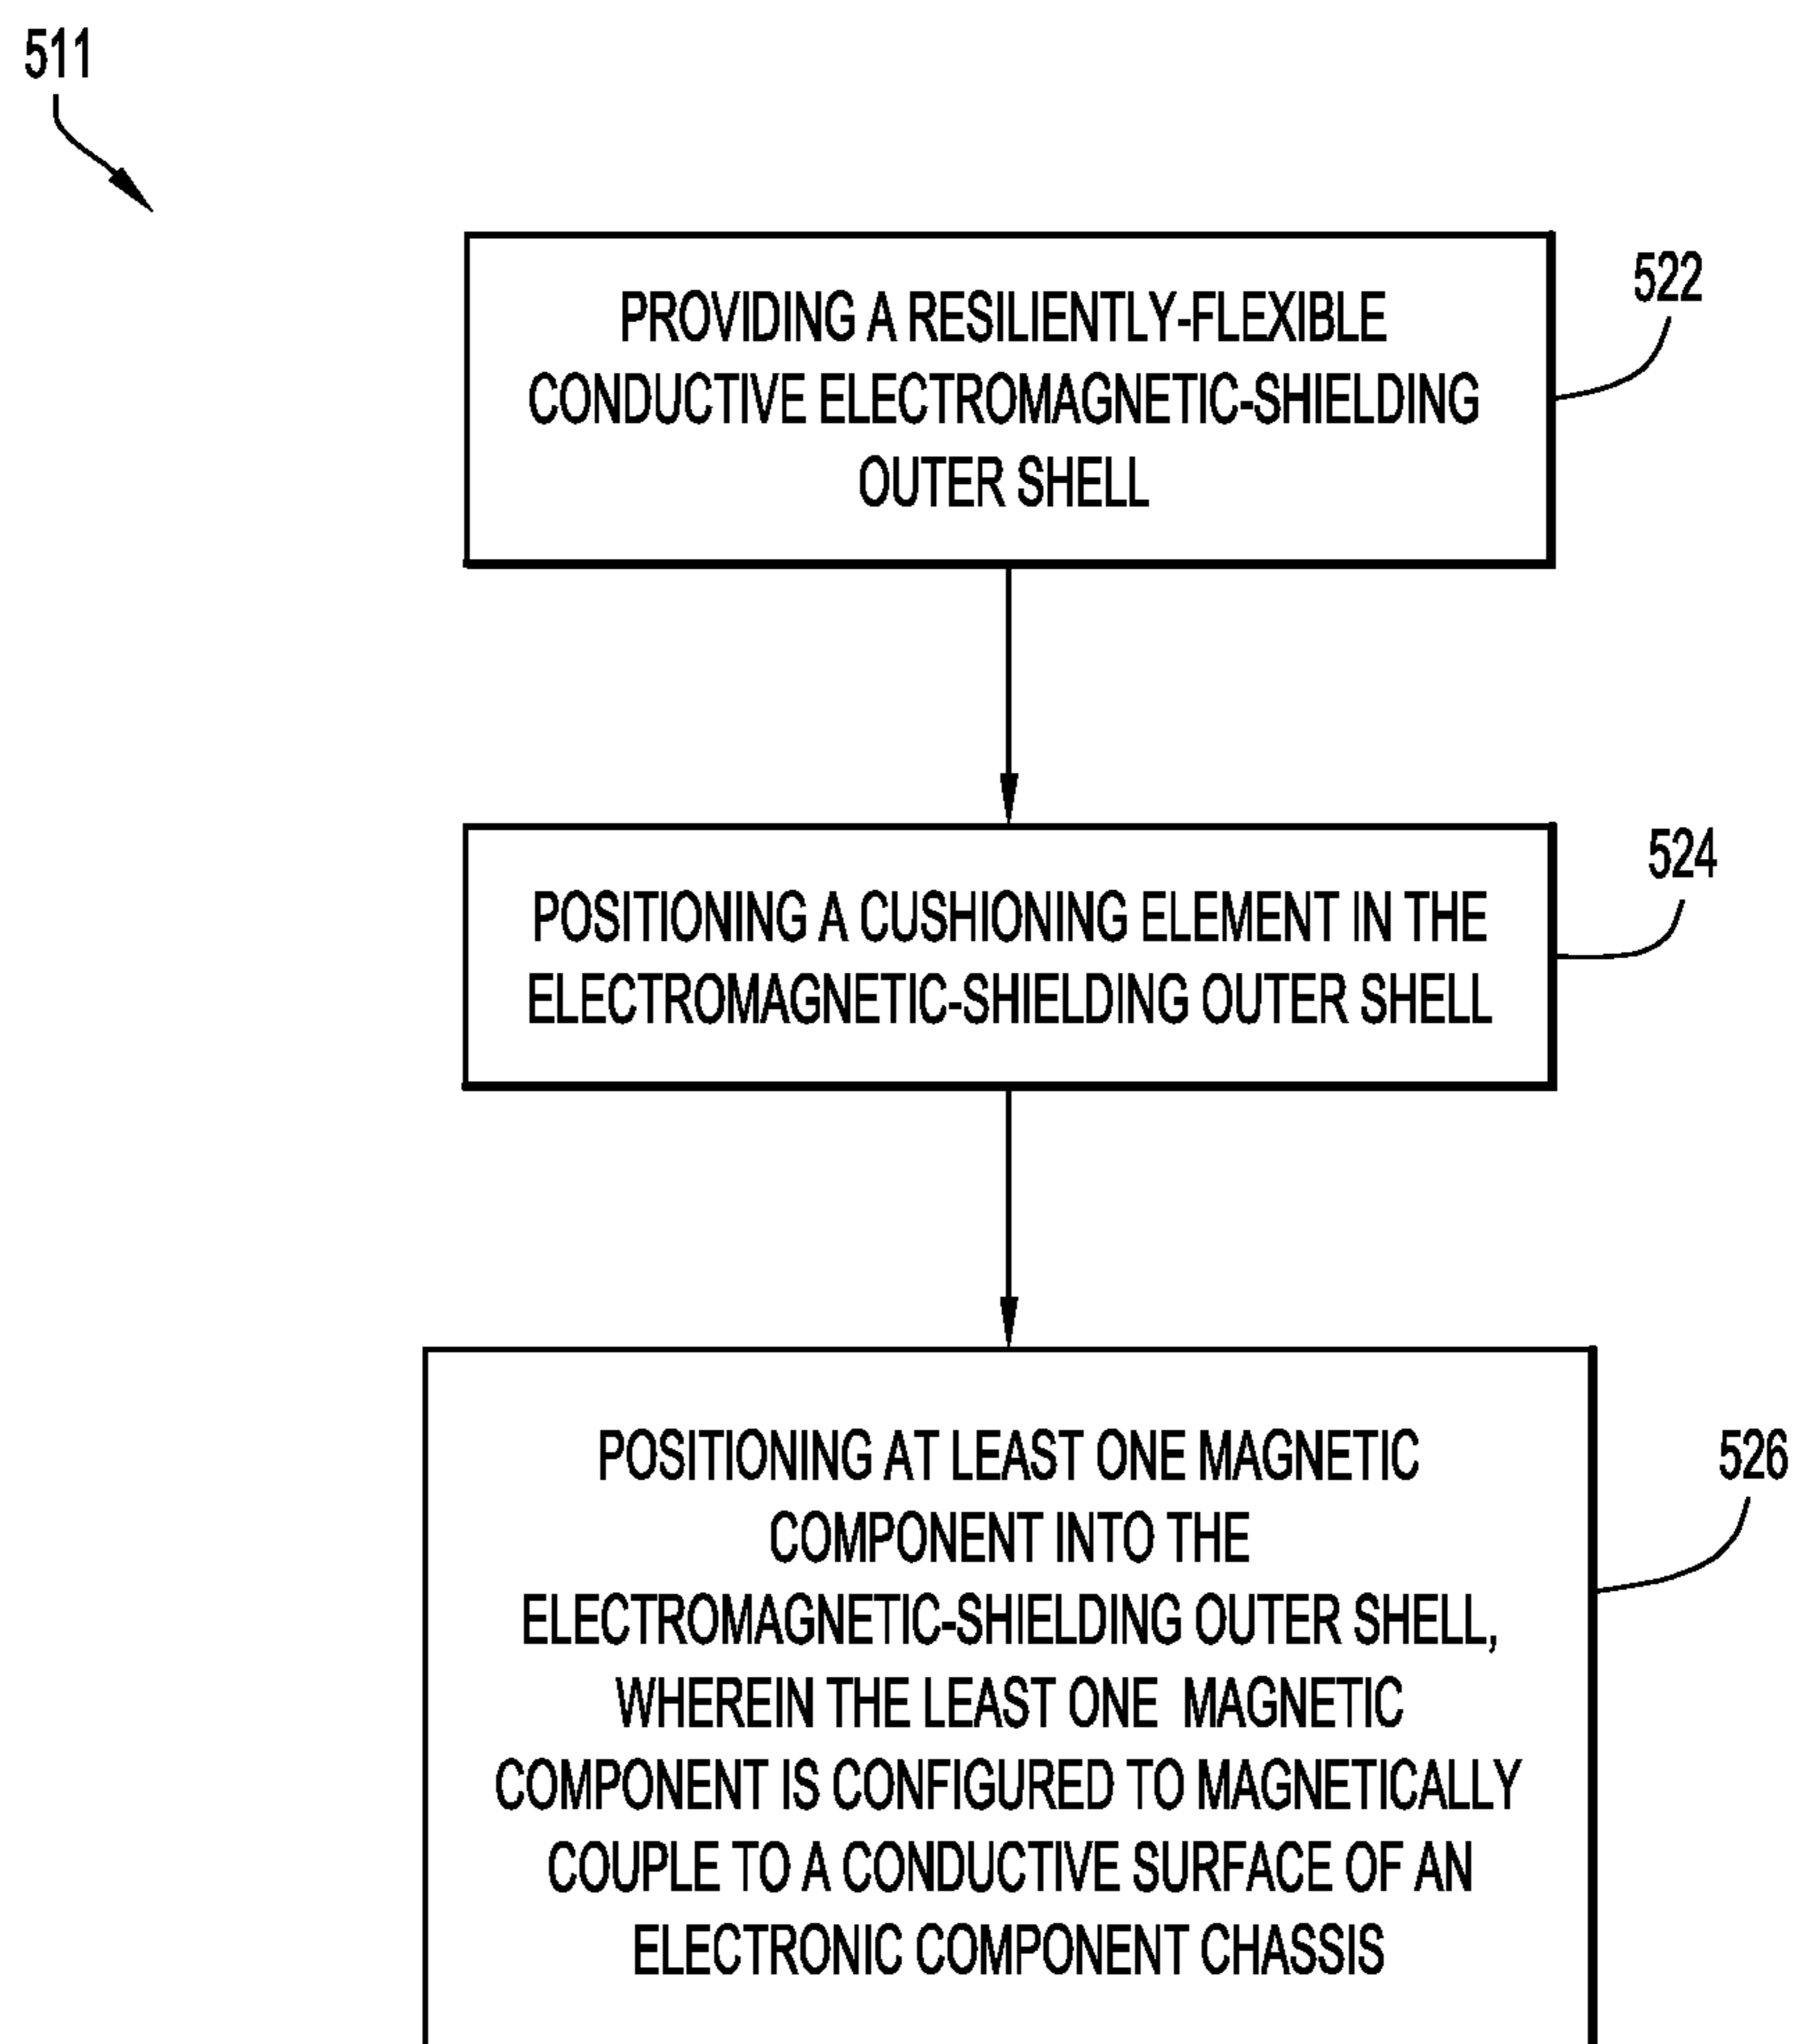 511
PROVIDING A RESILIENTLY-FLEXIBLE
CONDUCTIVE ELECTROMAGNETIC-SHIELDING
OUTER SHELL
522
POSITIONING A CUSHIONING ELEMENT IN THE
ELECTROMAGNETIC-SHIELDING OUTER SHELL
524
POSITIONING AT LEAST ONE MAGNETIC
COMPONENT INTO THE
ELECTROMAGNETIC-SHIELDING OUTER SHELL,
WHEREIN THE LEAST ONE MAGNETIC
COMPONENT IS CONFIGURED TO MAGNETICALLY
COUPLE TO A CONDUCTIVE SURFACE OF AN
ELECTRONIC COMPONENT CHASSIS
526